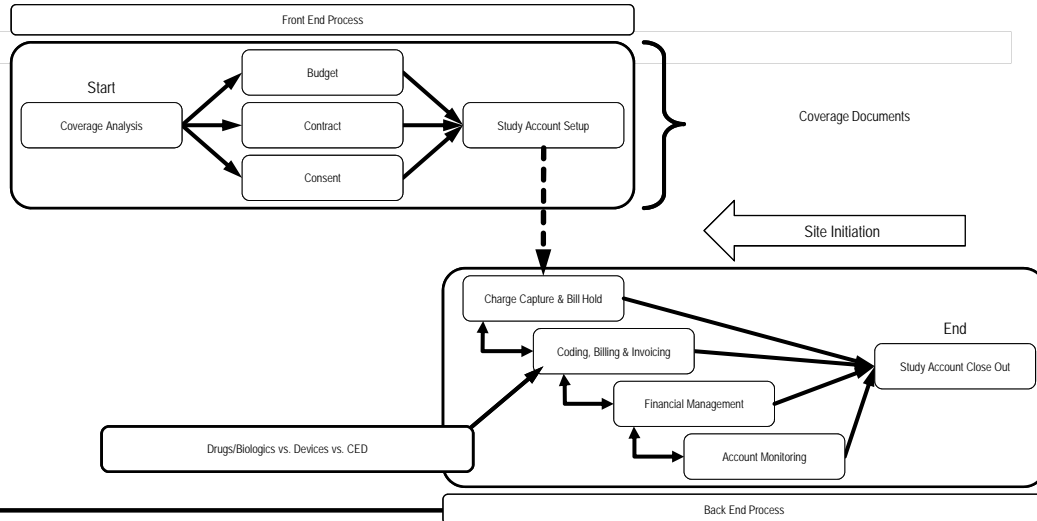 Front End Process
Start
Budget
Coverage Analysis
Contract
Study Account Setup
Consent
Coverage Documents
Site Initiation
Charge Capture & Bill Hold
End
Coding, Billing & Invoicing
Study Account Close Out
Financial Management
Drugs/Biologics vs. Devices vs. CED
Account Monitoring
Back End Process